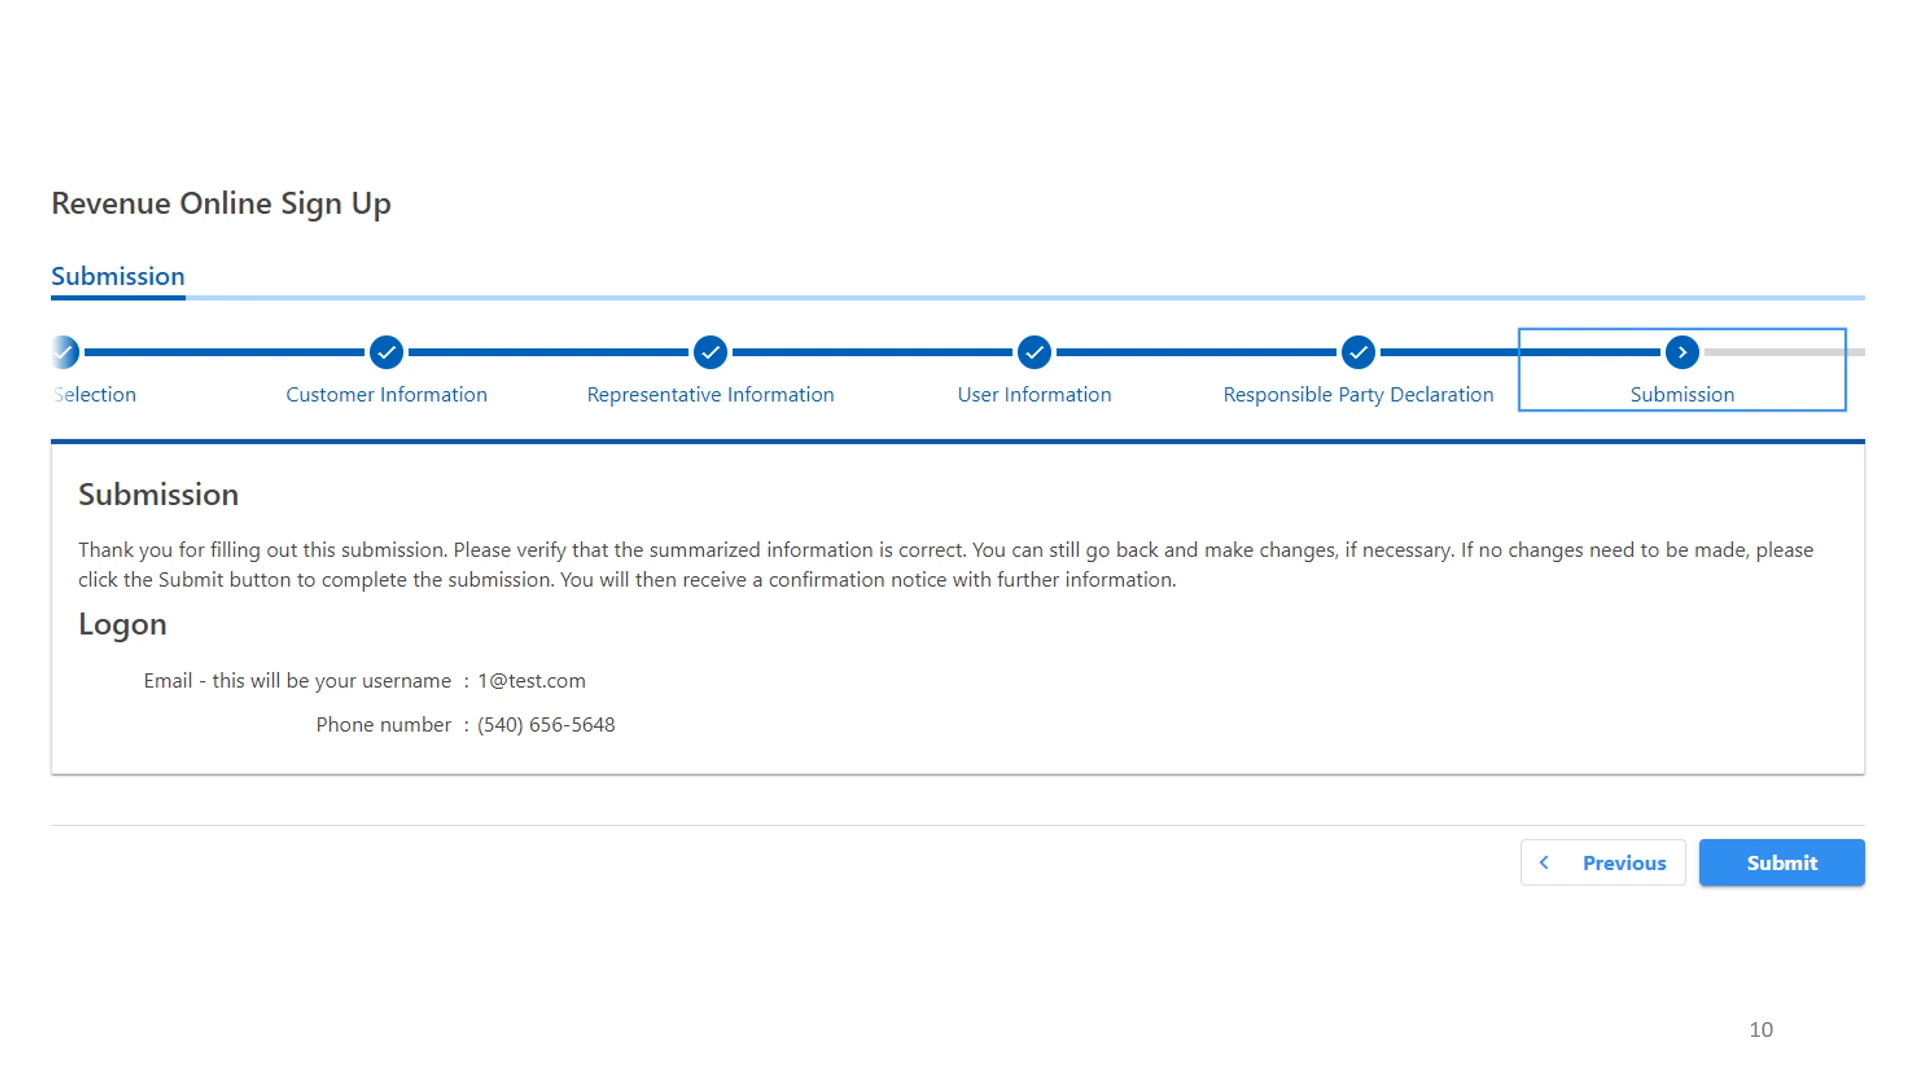 Revenue Online Sign Up
Submission
Selection
Customer Information
Representative Information
User Information
Responsible Party Declaration
Submission
Submission
Thank you for filling out this submission. Please verify that the summarized information is correct. You can still go back and make changes, if necessary. If no changes need to be made, please
click the Submit button to complete the submission. You will then receive a confirmation notice with further information.
Logon
Email - this will be your username : 1@test.com
Phone number : (540) 656-5648
Previous
Submit
10